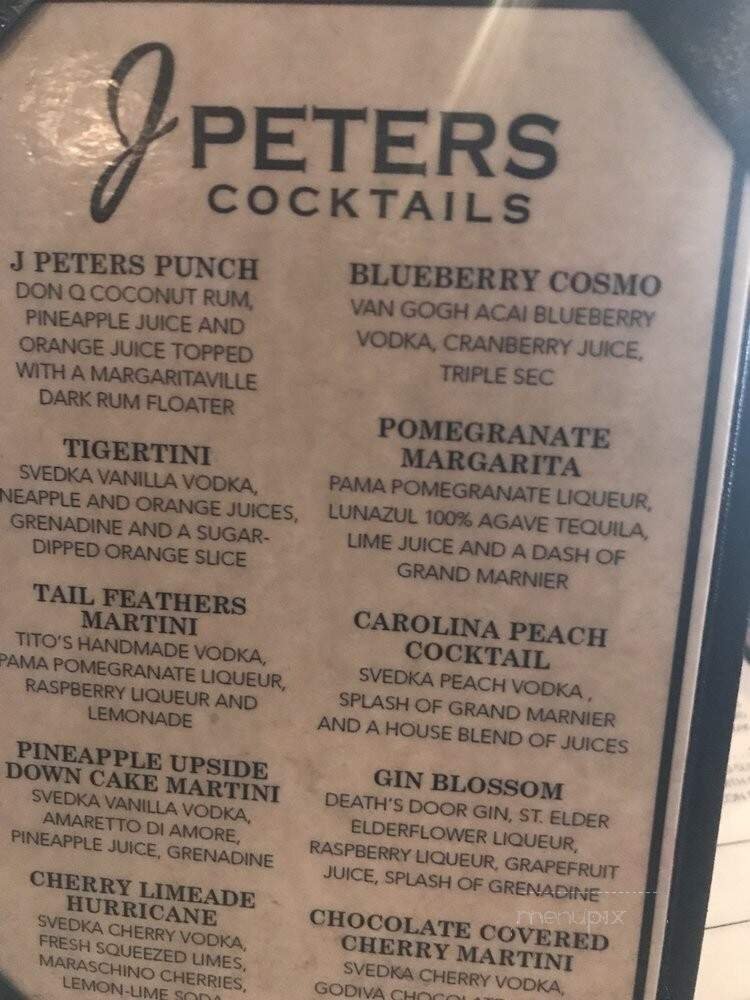 J PETERS
COCKTAILS
J PETERS PUNCH
DON Q COCONUT RUM,
PINEAPPLE JUICE AND
ORANGE JUICE TOPPED
WITH A MARGARITAVILLE
DARK RUM FLOATER
TIGERTINI
SVEDKA VANILLA VODKA,
NEAPPLE AND ORANGE JUICES,
GRENADINE AND A SUGAR-
DIPPED ORANGE SLICE
TAIL FEATHERS
MARTINI
TITO'S HANDMADE VODKA,
PAMA POMEGRANATE LIQUEUR,
RASPBERRY LIQUEUR AND
LEMONADE
PINEAPPLE UPSIDE
DOWN CAKE MARTINI
SVEDKA VANILLA VODKA,
AMARETTO DI AMORE,
PINEAPPLE JUICE, GRENADINE
CHERRY LIMEADE
HURRICANE
SVEDKA CHERRY VODKA,
FRESH SQUEEZED LIMES,
MARASCHINO CHERRIES,
LEMON-LIME SODA
BLUEBERRY COSMO
VAN GOGH ACAI BLUEBERRY
VODKA, CRANBERRY JUICE,
TRIPLE SEC
POMEGRANATE
MARGARITA
PAMA POMEGRANATE LIQUEUR,
LUNAZUL 100% AGAVE TEQUILA,
LIME JUICE AND A DASH OF
GRAND MARNIER
CAROLINA PEACH
COCKTAIL
SVEDKA PEACH VODKA,
SPLASH OF GRAND MARNIER
AND A HOUSE BLEND OF JUICES
GIN BLOSSOM
DEATH'S DOOR GIN, ST. ELDER
ELDERFLOWER LIQUEUR,
RASPBERRY LIQUEUR, GRAPEFRUIT
JUICE, SPLASH OF GRENADINE
CHOCOLATE COVERED
CHERRY MARTINI
SVEDKA CHERRY VODKA,
GODIVA CHOCOLATE
menupix